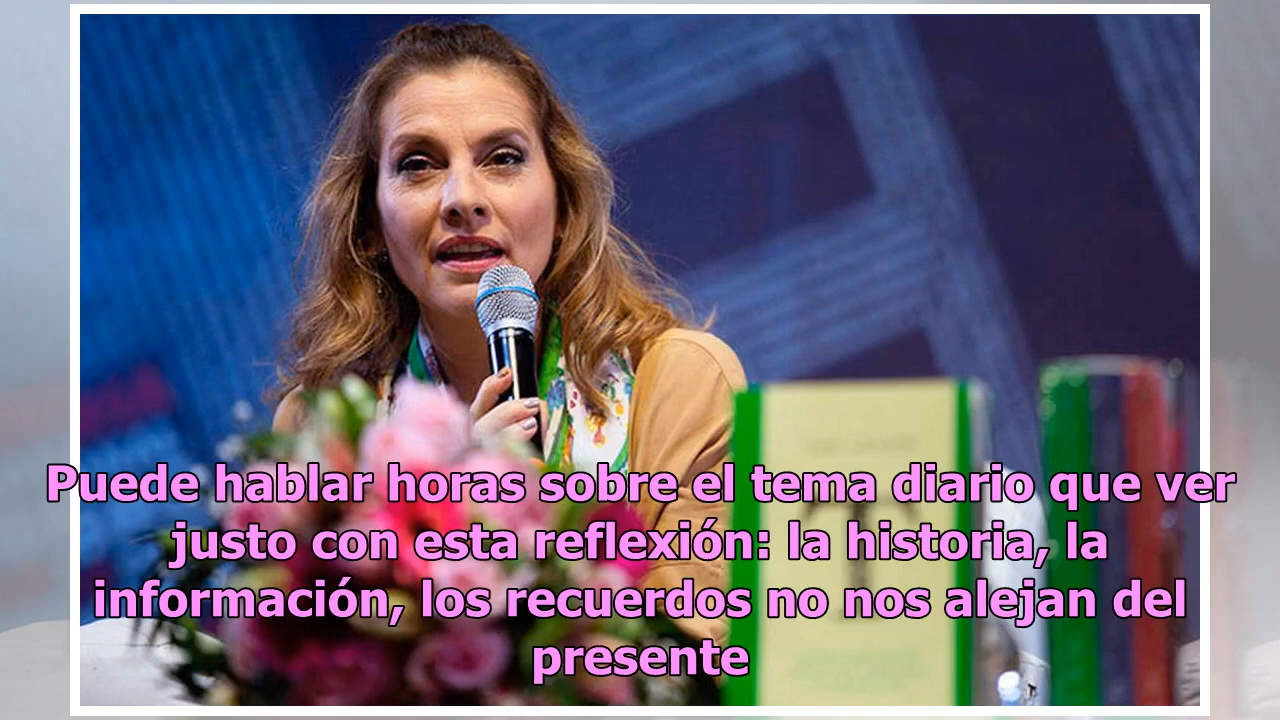 Puede hablar horas sobre el tema diario que ver
justo con esta reflexión: la historia, la
información, los recuerdos no nos alejan del
presente